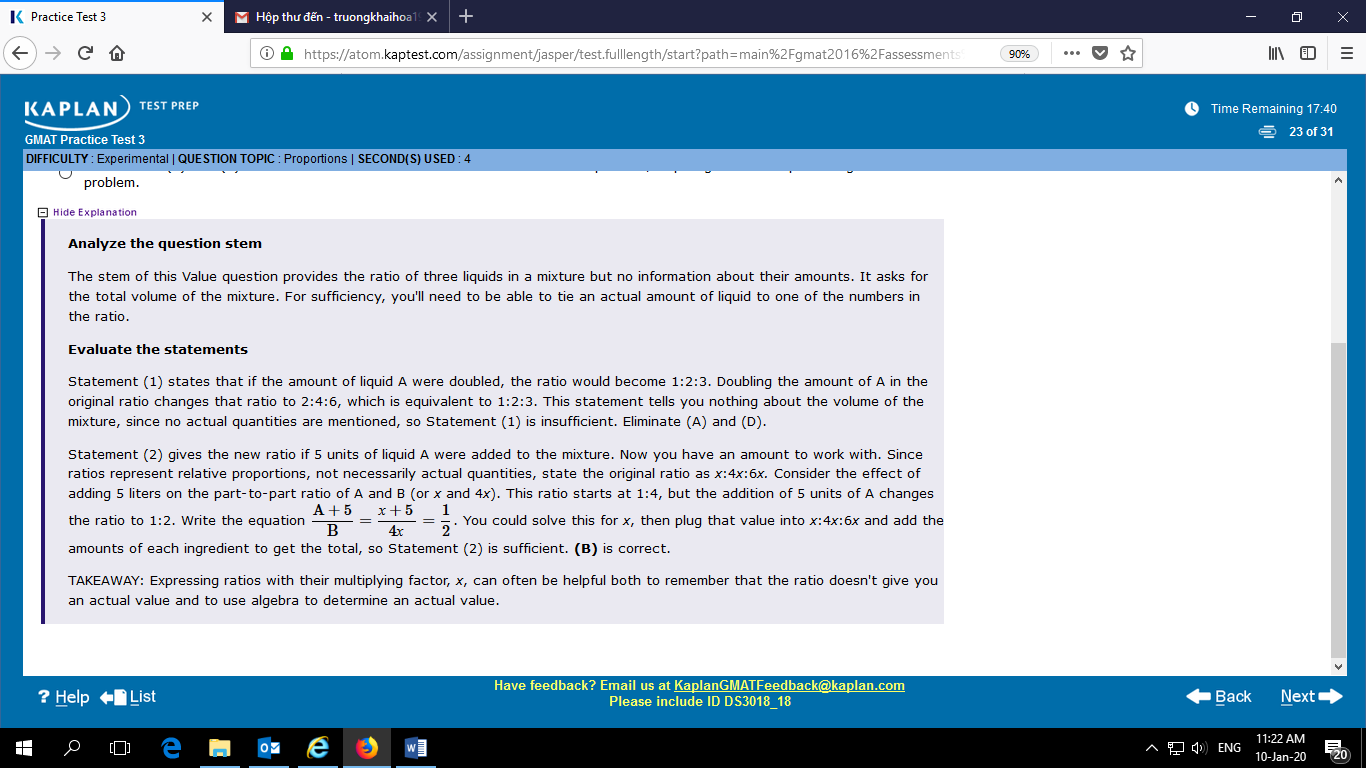 Practice Test 3
Hộp thư đến - truongkhaihoa1
https://atom.kaptest.com/assignment/jasper/test.fulllength/start?path=main%2Fgmat2016%2Fassessments
90%
KAPLAN TEST PREP
GMAT Practice Test 3
Time Remaining 17:40
23 of 31
DIFFICULTY : Experimental | QUESTION TOPIC : Proportions | SECOND(S) USED : 4
problem.
Hide Explanation
Analyze the question stem
The stem of this Value question provides the ratio of three liquids in a mixture but no information about their amounts. It asks for
the total volume of the mixture. For sufficiency, you'll need to be able to tie an actual amount of liquid to one of the numbers in
the ratio.
Evaluate the statements
Statement (1) states that if the amount of liquid A were doubled, the ratio would become 1:2:3. Doubling the amount of A in the
original ratio changes that ratio to 2:4:6, which is equivalent to 1:2:3. This statement tells you nothing about the volume of the
mixture, since no actual quantities are mentioned, so Statement (1) is insufficient. Eliminate (A) and (D).
Statement (2) gives the new ratio if 5 units of liquid A were added to the mixture. Now you have an amount to work with. Since
ratios represent relative proportions, not necessarily actual quantities, state the original ratio as x:4x:6x. Consider the effect of
adding 5 liters on the part-to-part ratio of A and B (or x and 4x). This ratio starts at 1:4, but the addition of 5 units of A changes
the ratio to 1:2. Write the equation (A + 5)/B = (x + 5)/4x = 1/2. You could solve this for x, then plug that value into x:4x:6x and add the
amounts of each ingredient to get the total, so Statement (2) is sufficient. (B) is correct.
TAKEAWAY: Expressing ratios with their multiplying factor, x, can often be helpful both to remember that the ratio doesn't give you
an actual value and to use algebra to determine an actual value.
Have feedback? Email us at KaplanGMATFeedback@kaplan.com
Please include ID DS3018_18
? Help
List
Back
Next
ENG
11:22 AM
10-Jan-20
20